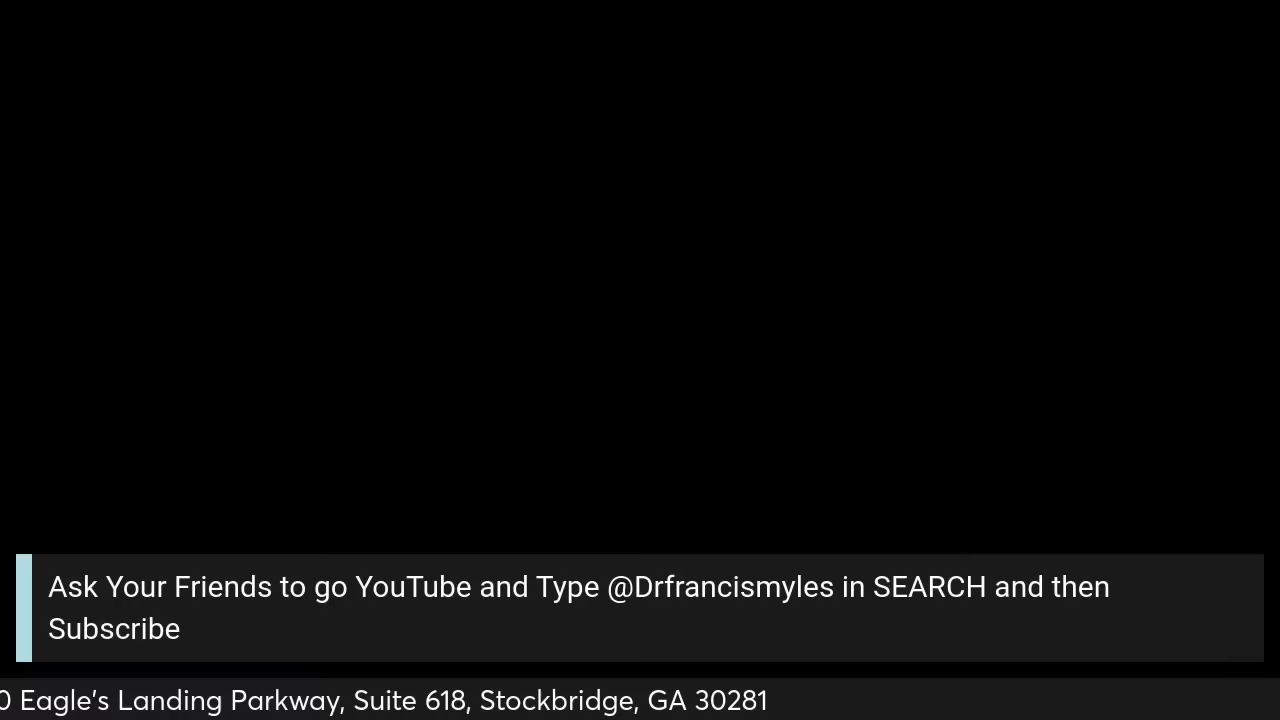 Ask Your Friends to go YouTube and Type @Drfrancismyles in SEARCH and then
Subscribe
0 Eagle's Landing Parkway, Suite 618, Stockbridge, GA 30281